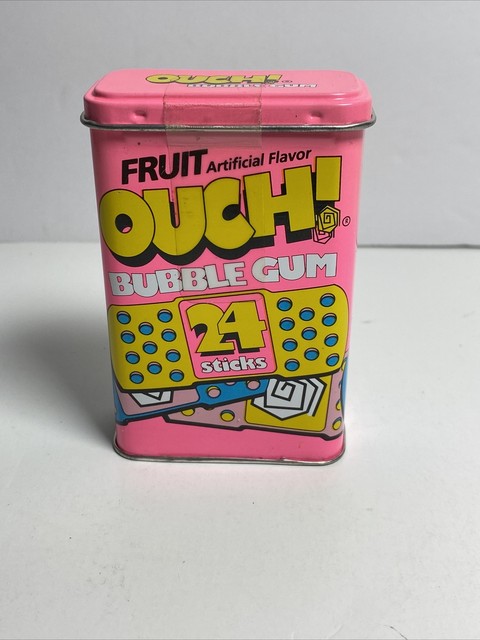 OUCH!
BUBBLE GUM
FRUIT Artificial Flavor
OUCH!
BUBBLE GUM
24
sticks